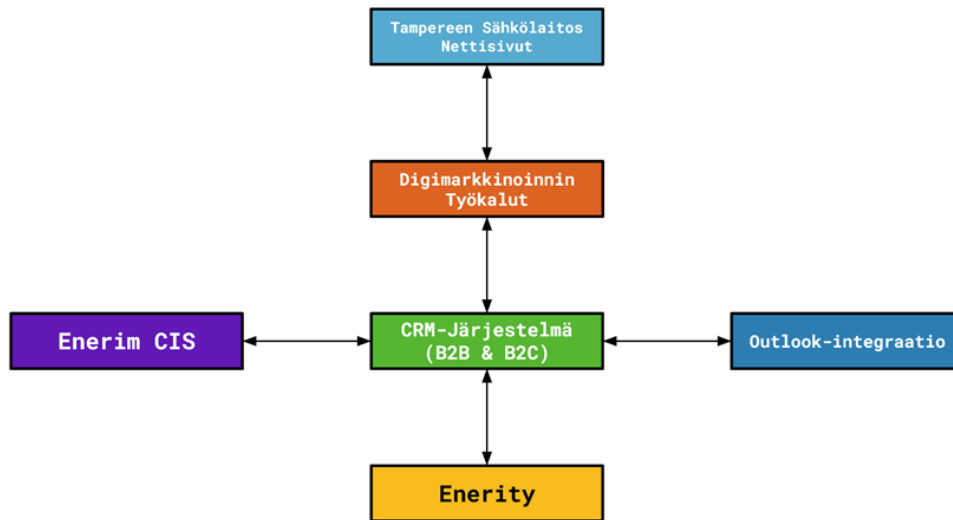 Tampereen Sähkölaitos
Nettisivut
Digimarkkinoinnin
Työkalut
Enerim CIS
CRM-Järjestelmä
(B2B & B2C)
Outlook-integraatio
Enerity